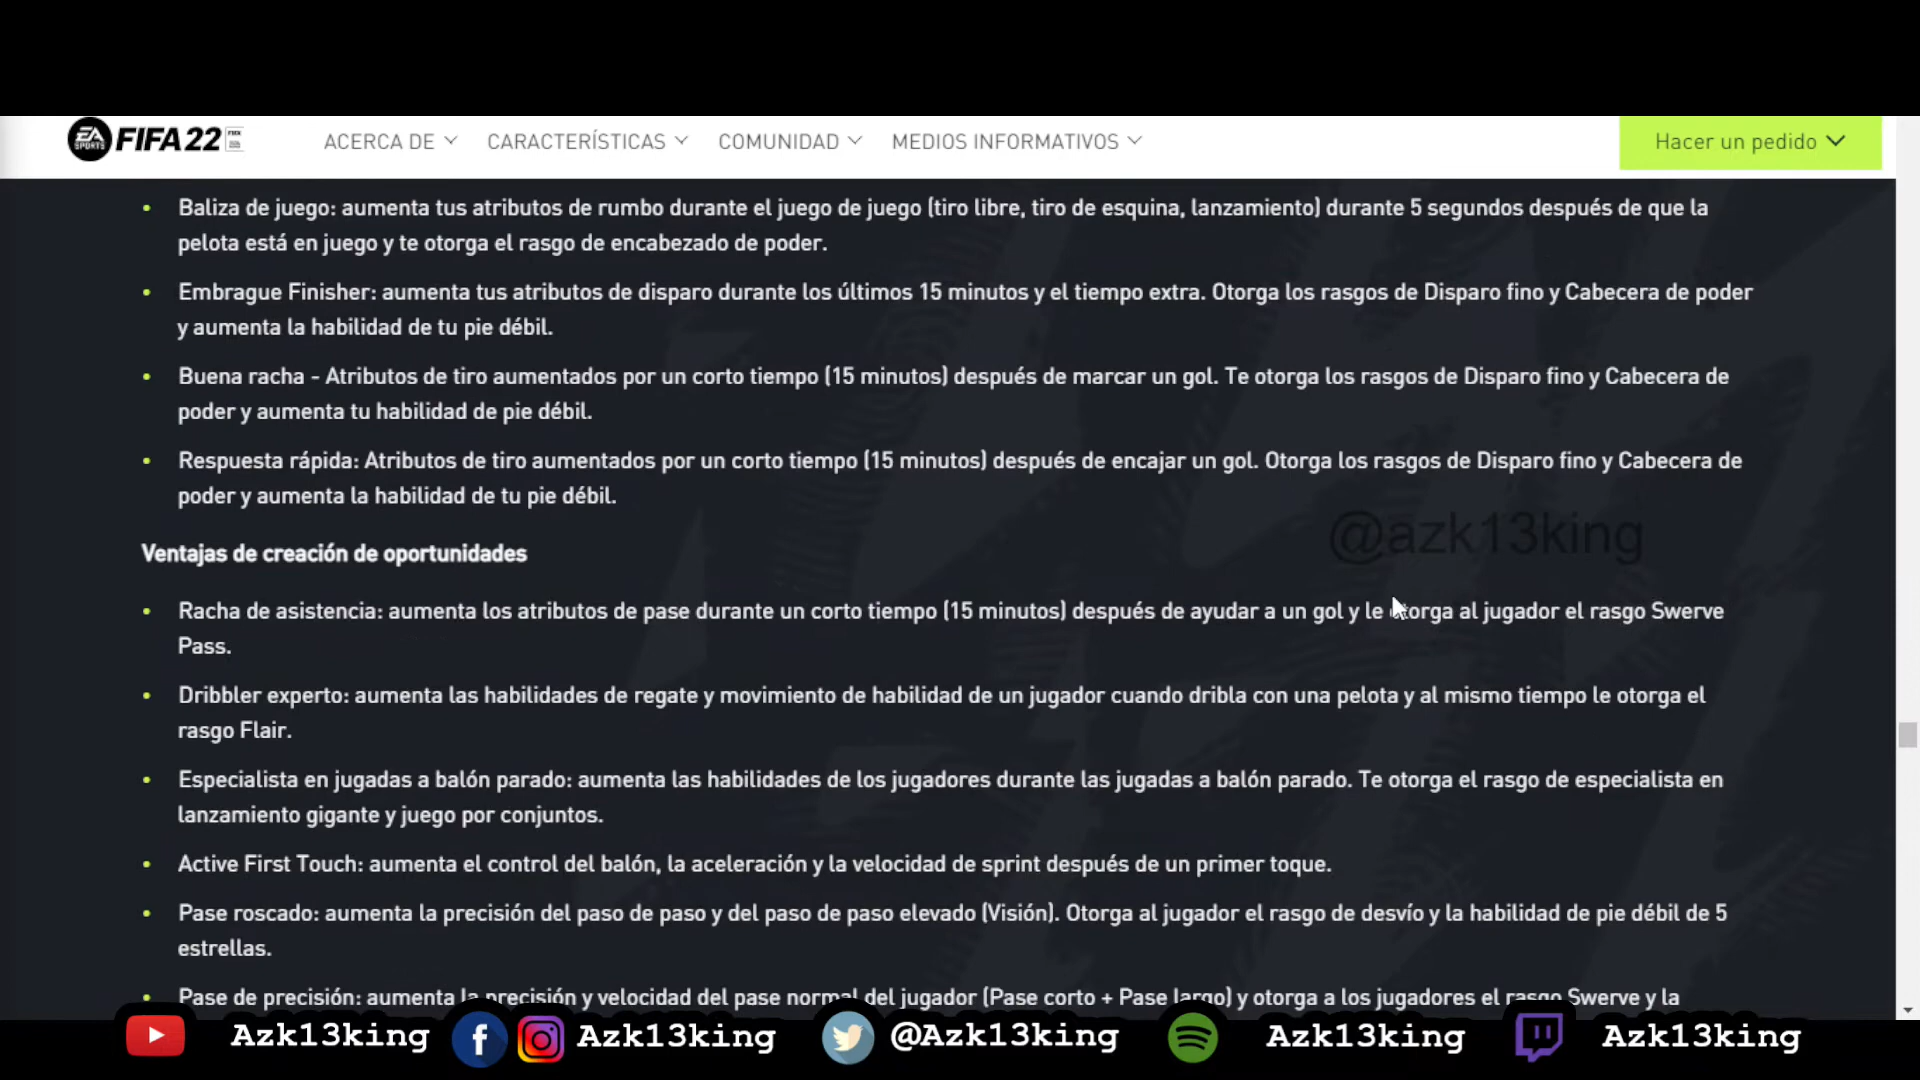 EA SPORTS FIFA 22
ACERCA DE CARACTERÍSTICAS COMUNIDAD MEDIOS INFORMATIVOS Hacer un pedido
• Baliza de juego: aumenta tus atributos de rumbo durante el juego de juego (tiro libre, tiro de esquina, lanzamiento) durante 5 segundos después de que la
pelota está en juego y te otorga el rasgo de encabezado de poder.
• Embrague Finisher: aumenta tus atributos de disparo durante los últimos 15 minutos y el tiempo extra. Otorga los rasgos de Disparo fino y Cabecera de poder
y aumenta la habilidad de tu pie débil.
• Buena racha - Atributos de tiro aumentados por un corto tiempo (15 minutos) después de marcar un gol. Te otorga los rasgos de Disparo fino y Cabecera de
poder y aumenta tu habilidad de pie débil.
• Respuesta rápida: Atributos de tiro aumentados por un corto tiempo (15 minutos) después de encajar un gol. Otorga los rasgos de Disparo fino y Cabecera de
poder y aumenta la habilidad de tu pie débil.
@azk13king
Ventajas de creación de oportunidades
• Racha de asistencia: aumenta los atributos de pase durante un corto tiempo (15 minutos) después de ayudar a un gol y le otorga al jugador el rasgo Swerve
Pass.
• Dribbler experto: aumenta las habilidades de regate y movimiento de habilidad de un jugador cuando dribla con una pelota y al mismo tiempo le otorga el
rasgo Flair.
• Especialista en jugadas a balón parado: aumenta las habilidades de los jugadores durante las jugadas a balón parado. Te otorga el rasgo de especialista en
lanzamiento gigante y juego por conjuntos.
• Active First Touch: aumenta el control del balón, la aceleración y la velocidad de sprint después de un primer toque.
• Pase roscado: aumenta la precisión del paso de paso y del paso de paso elevado (Visión). Otorga al jugador el rasgo de desvío y la habilidad de pie débil de 5
estrellas.
• Pase de precisión: aumenta la precisión y velocidad del pase normal del jugador (Pase corto + Pase largo) y otorga a los jugadores el rasgo Swerve y la
Azk13king Azk13king @Azk13king Azk13king Azk13king